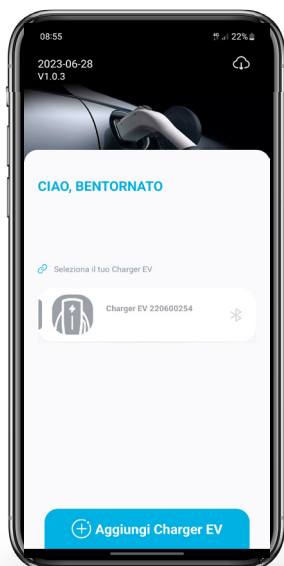 08:55
4G 22%
2023-06-28
V1.0.3
CIAO, BENTORNATO
Seleziona il tuo Charger EV
Charger EV 220600254
Aggiungi Charger EV